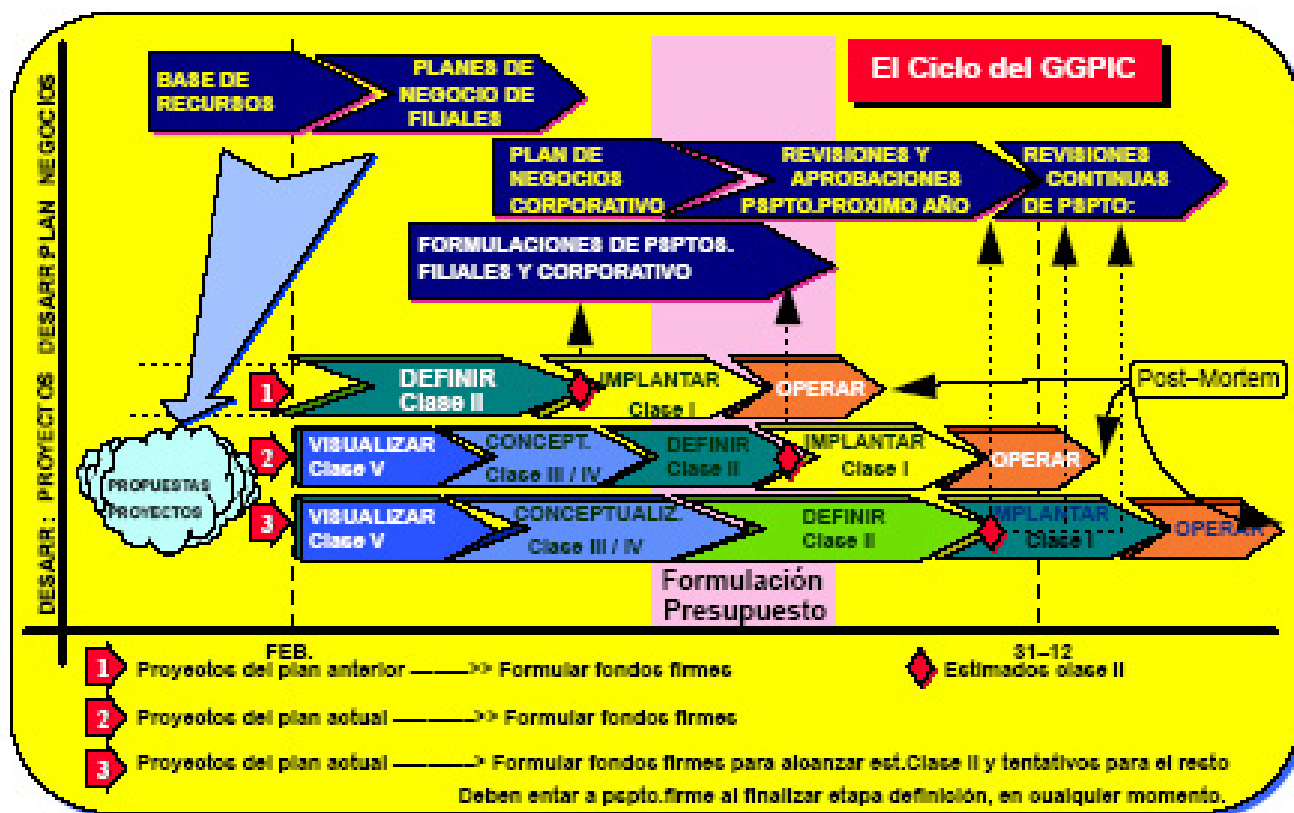 El Ciclo del GGPIC
BASE DE
RECURSOS
PLANES DE
NEGOCIO DE
FILIALES
PLAN DE
NEGOCIOS
CORPORATIVO
REVISIONES Y
APROBACIONES
PSPTO.PROXIMO AÑO
REVISIONES
CONTINUAS
DE PSPTO:
FORMULACIONES DE PSPTOS.
FILIALES Y CORPORATIVO
DESARR PLAN NEGOCIOS
DESARR: PROYECTOS
1
DEFINIR
Clase II
IMPLANTAR
Clase I
OPERAR
Post-Mortem
PROPUESTAS
PROYECTOS
2
VISUALIZAR
Clase V
CONCEPT.
Clase III / IV
DEFINIR
Clase II
IMPLANTAR
Clase I
OPERAR
3
VISUALIZAR
Clase V
CONCEPTUALIZ.
Clase III / IV
DEFINIR
Clase II
IMPLANTAR
Clase I
OPERAR
Formulación
Presupuesto
FEB.
31-12
1 Proyectos del plan anterior ———>> Formular fondos firmes
Estimados clase II
2 Proyectos del plan actual ———>> Formular fondos firmes
3 Proyectos del plan actual ———> Formular fondos firmes para alcanzar est.Clase II y tentativos para el resto
Deben entar a pspto.firme al finalizar etapa definición, en cualquier momento.